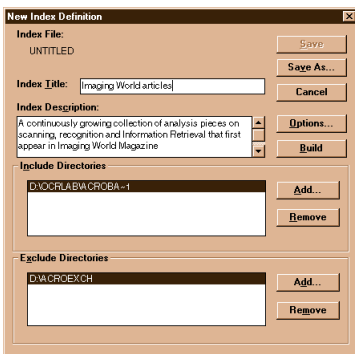 New Index Definition
Index File:
UNTITLED
Save
Save As...
Index Title: Imaging World articles
Cancel
Index Description:
A continuously growing collection of analysis pieces on
scanning, recognition and Information Retrieval that first
appear in Imaging World Magazine
Options...
Build
Include Directories
D:\OCRLAB\ACROBA~1
Add...
Remove
Exclude Directories
D:\ACROEXCH
Add...
Remove